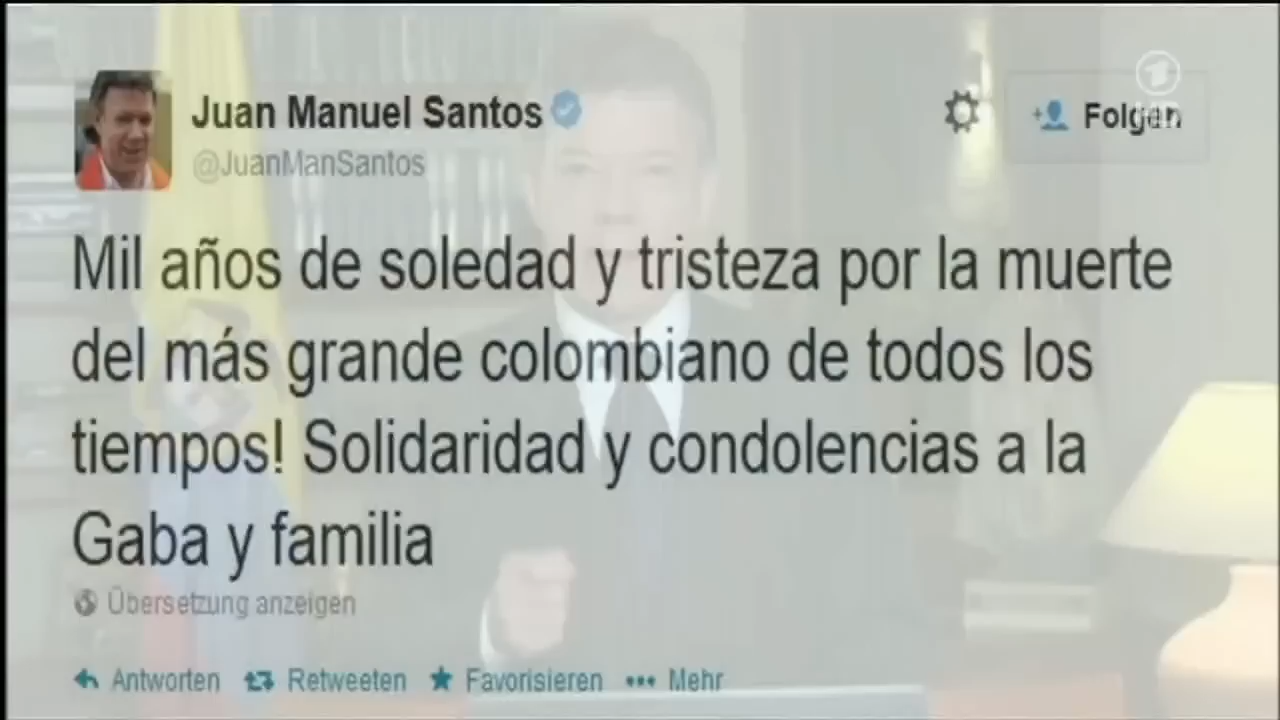 Juan Manuel Santos
@JuanManSantos
Folgen
Mil años de soledad y tristeza por la muerte
del más grande colombiano de todos los
tiempos! Solidaridad y condolencias a la
Gaba y familia
Übersetzung anzeigen
Antworten Retweeten Favorisieren Mehr